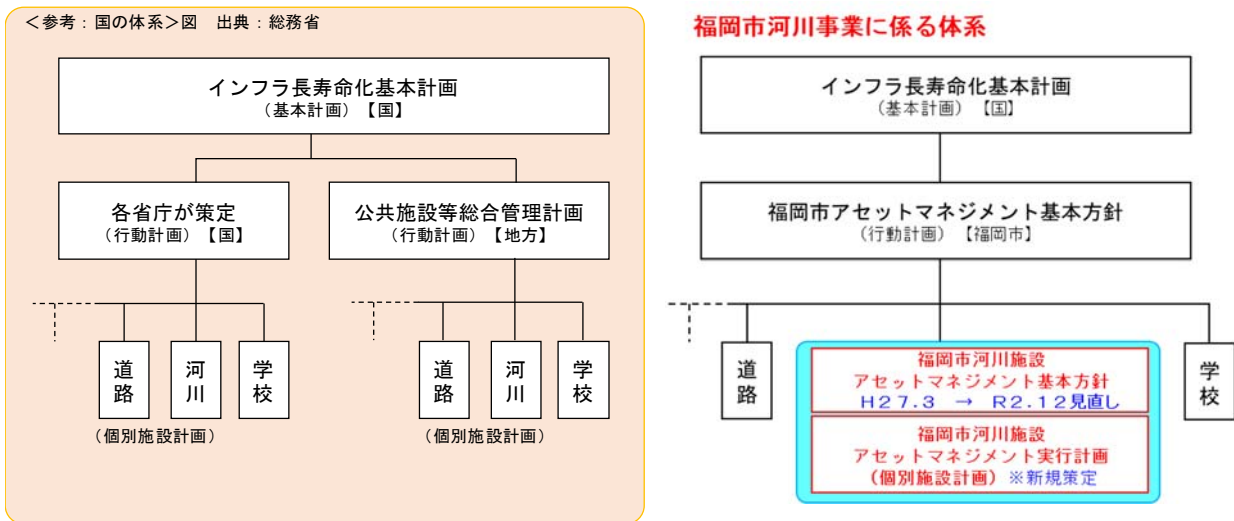 ＜参考：国の体系＞図　出典：総務省
インフラ長寿命化基本計画
（基本計画）【国】
各省庁が策定
（行動計画）【国】
公共施設等総合管理計画
（行動計画）【地方】
道路
河川
学校
（個別施設計画）
道路
河川
学校
（個別施設計画）
福岡市河川事業に係る体系
インフラ長寿命化基本計画
（基本計画）【国】
福岡市アセットマネジメント基本方針
（行動計画）【福岡市】
道路
福岡市河川施設
アセットマネジメント基本方針
Ｈ２７.３　→　Ｒ２.１２見直し
福岡市河川施設
アセットマネジメント実行計画
（個別施設計画）※新規策定
学校